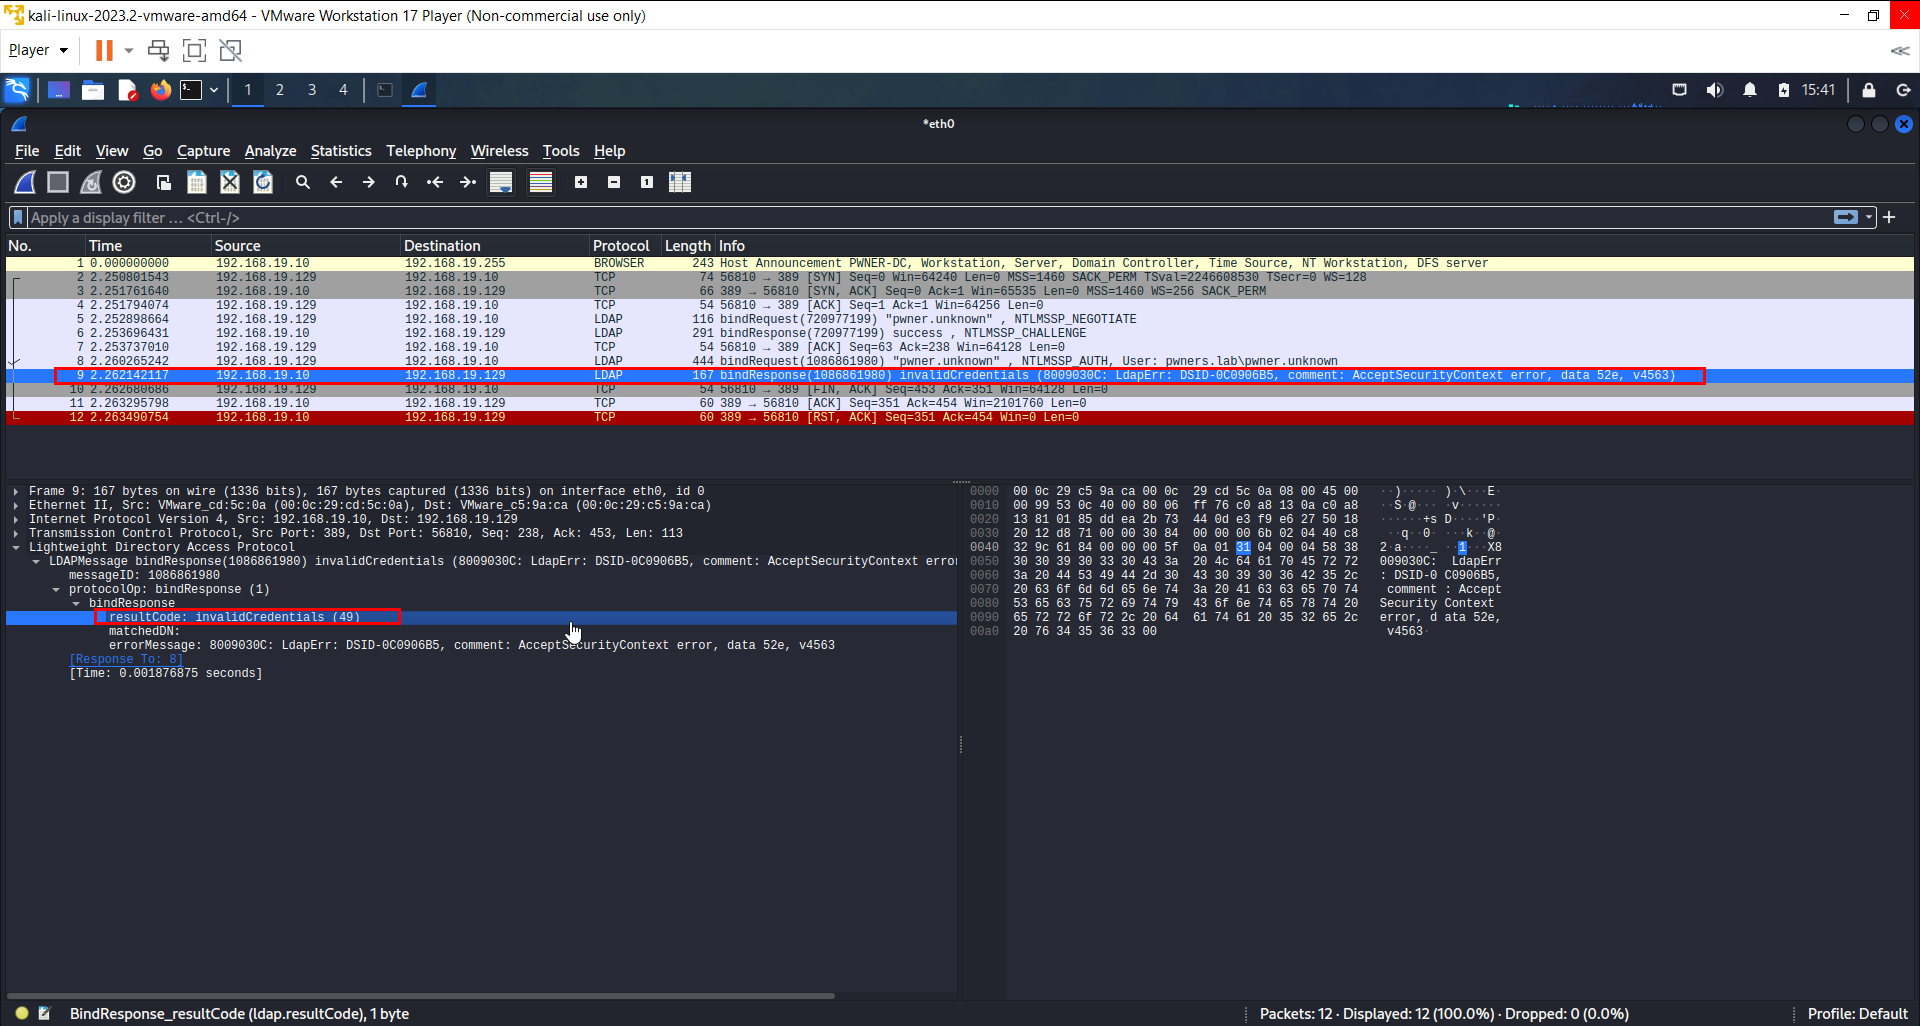 kali-linux-2023.2-vmware-amd64 - VMware Workstation 17 Player (Non-commercial use only)
Player
1 2 3 4 15:41
*eth0
File Edit View Go Capture Analyze Statistics Telephony Wireless Tools Help
Apply a display filter … <Ctrl-/>
No. Time Source Destination Protocol Length Info
1 0.000000000 192.168.19.10 192.168.19.255 BROWSER 243 Host Announcement PWNER-DC, Workstation, Server, Domain Controller, Time Source, NT Workstation, DFS server
2 2.250801543 192.168.19.129 192.168.19.10 TCP 74 56810 → 389 [SYN] Seq=0 Win=64240 Len=0 MSS=1460 SACK_PERM TSval=2246608530 TSecr=0 WS=128
3 2.251761640 192.168.19.10 192.168.19.129 TCP 66 389 → 56810 [SYN, ACK] Seq=0 Ack=1 Win=65535 Len=0 MSS=1460 WS=256 SACK_PERM
4 2.251794074 192.168.19.129 192.168.19.10 TCP 54 56810 → 389 [ACK] Seq=1 Ack=1 Win=64256 Len=0
5 2.252898664 192.168.19.129 192.168.19.10 LDAP 116 bindRequest(720977199) "pwner.unknown" , NTLMSSP_NEGOTIATE
6 2.253696431 192.168.19.10 192.168.19.129 LDAP 291 bindResponse(720977199) success , NTLMSSP_CHALLENGE
7 2.253737010 192.168.19.129 192.168.19.10 TCP 54 56810 → 389 [ACK] Seq=63 Ack=238 Win=64128 Len=0
8 2.260265242 192.168.19.129 192.168.19.10 LDAP 444 bindRequest(1086861980) "pwner.unknown" , NTLMSSP_AUTH, User: pwners.lab\pwner.unknown
9 2.262142117 192.168.19.10 192.168.19.129 LDAP 167 bindResponse(1086861980) invalidCredentials (8009030C: LdapErr: DSID-0C0906B5, comment: AcceptSecurityContext error, data 52e, v4563)
10 2.262680686 192.168.19.129 192.168.19.10 TCP 54 56810 → 389 [FIN, ACK] Seq=453 Ack=351 Win=64128 Len=0
11 2.263295798 192.168.19.10 192.168.19.129 TCP 60 389 → 56810 [ACK] Seq=351 Ack=454 Win=2101760 Len=0
12 2.263490754 192.168.19.10 192.168.19.129 TCP 60 389 → 56810 [RST, ACK] Seq=351 Ack=454 Win=0 Len=0
Frame 9: 167 bytes on wire (1336 bits), 167 bytes captured (1336 bits) on interface eth0, id 0
Ethernet II, Src: VMware_cd:5c:0a (00:0c:29:cd:5c:0a), Dst: VMware_c5:9a:ca (00:0c:29:c5:9a:ca)
Internet Protocol Version 4, Src: 192.168.19.10, Dst: 192.168.19.129
Transmission Control Protocol, Src Port: 389, Dst Port: 56810, Seq: 238, Ack: 453, Len: 113
Lightweight Directory Access Protocol
LDAPMessage bindResponse(1086861980) invalidCredentials (8009030C: LdapErr: DSID-0C0906B5, comment: AcceptSecurityContext erro
messageID: 1086861980
protocolOp: bindResponse (1)
bindResponse
resultCode: invalidCredentials (49)
matchedDN:
errorMessage: 8009030C: LdapErr: DSID-0C0906B5, comment: AcceptSecurityContext error, data 52e, v4563
[Response To: 8]
[Time: 0.001876875 seconds]
0000 00 0c 29 c5 9a ca 00 0c 29 cd 5c 0a 08 00 45 00 ··)····· )·\···E·
0010 00 99 53 0c 40 00 80 06 ff 76 c0 a8 13 0a c0 a8 ··S·@··· ·v······
0020 13 81 01 85 dd ea 2b 73 44 0d e3 f9 e6 27 50 18 ······+s D····'P·
0030 20 12 d8 71 00 00 30 84 00 00 00 6b 02 04 40 c8 ··q··0· ···k··@·
0040 32 9c 61 84 00 00 00 5f 0a 01 31 04 00 04 58 38 2·a····_ ··1···X8
0050 30 30 39 30 33 30 43 3a 20 4c 64 61 70 45 72 72 009030C: LdapErr
0060 3a 20 44 53 49 44 2d 30 43 30 39 30 36 42 35 2c : DSID-0 C0906B5,
0070 20 63 6f 6d 6d 65 6e 74 3a 20 41 63 63 65 70 74 comment : Accept
0080 53 65 63 75 72 69 74 79 43 6f 6e 74 65 78 74 20 Security Context
0090 65 72 72 6f 72 2c 20 64 61 74 61 20 35 32 65 2c error, d ata 52e,
00a0 20 76 34 35 36 33 00 v4563·
BindResponse_resultCode (ldap.resultCode), 1 byte
Packets: 12 · Displayed: 12 (100.0%) · Dropped: 0 (0.0%)
Profile: Default